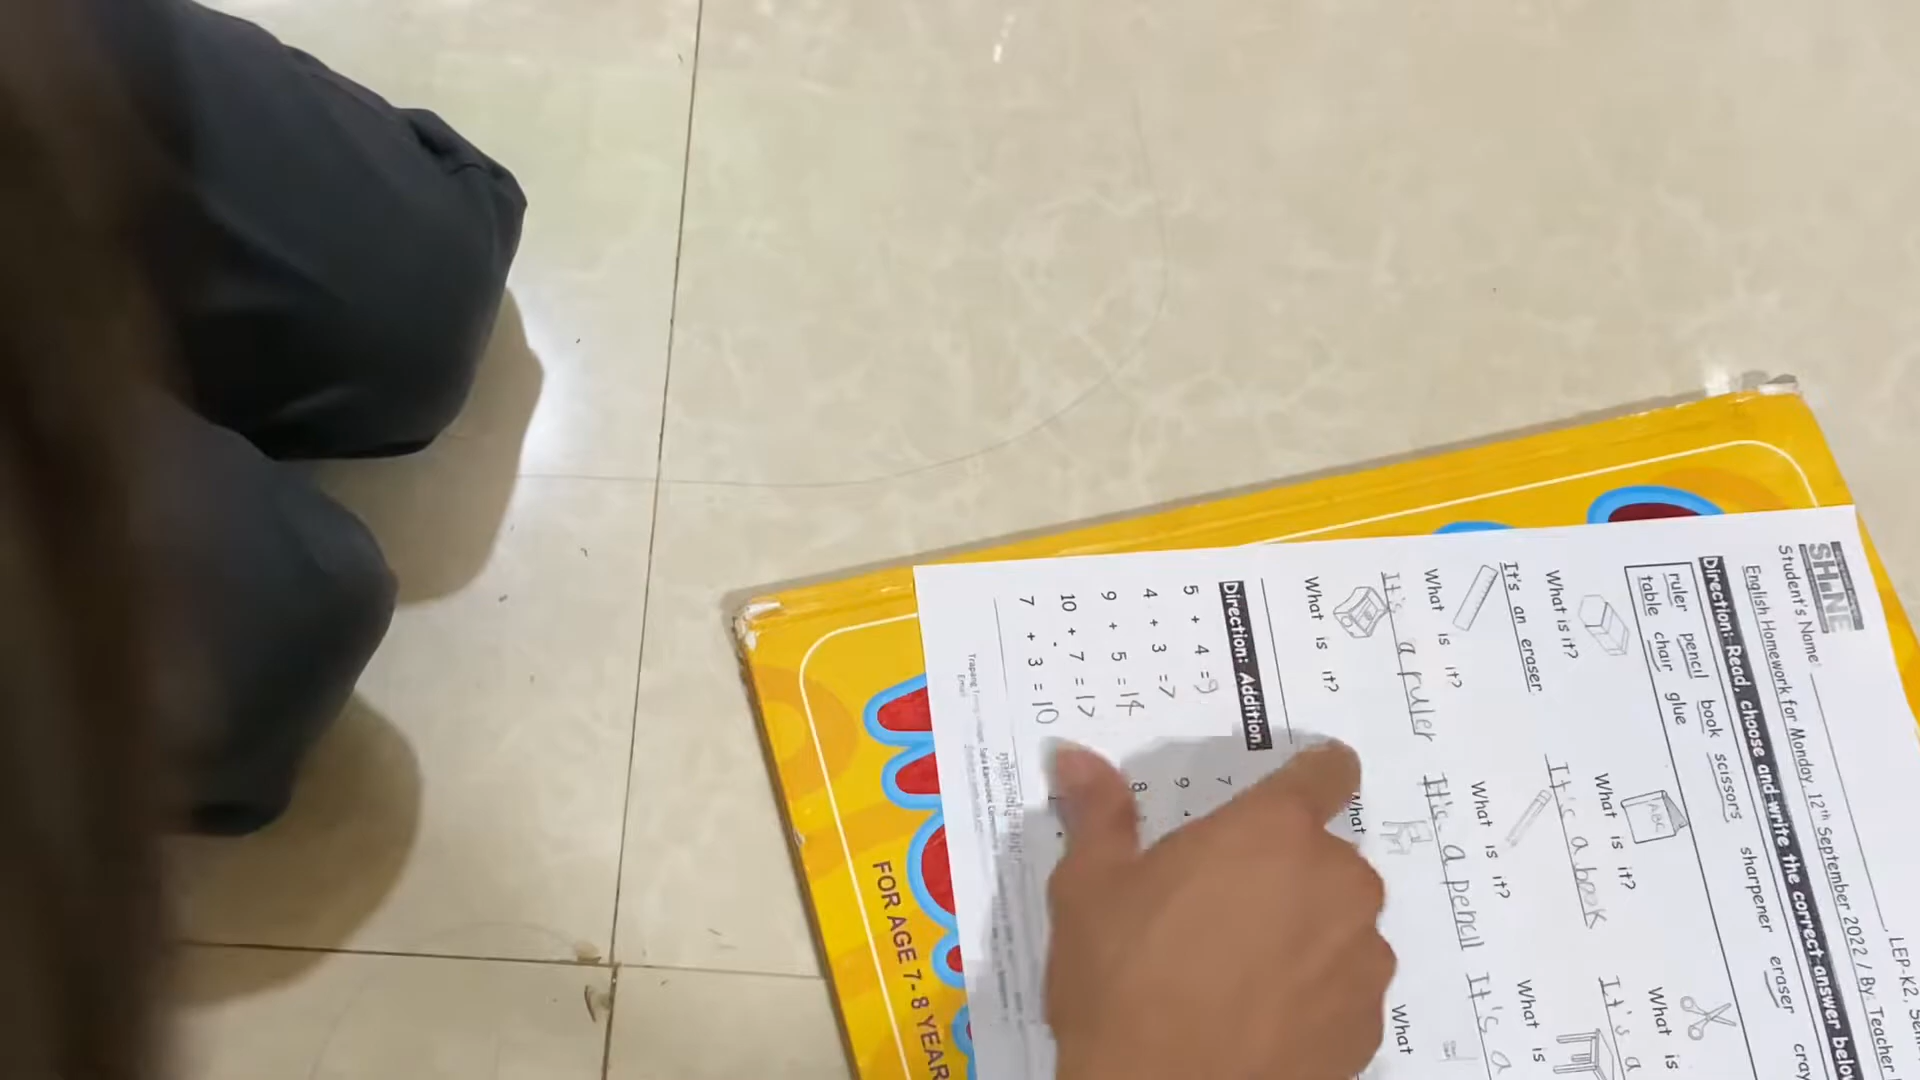 SHINE
Student's Name: LEP-K2,
English Homework for Monday, 12th September 2022 / By: Teacher
Direction: Read, choose and write the correct answer below
ruler pencil book scissors sharpener eraser
table chair glue
What is it? What is it? What is
It's an eraser It's a book It's a
What is it? What is it? What is
It's a ruler It's a pencil It's a
What is it? What What
Direction: Addition.
5 + 4 = 9 7
4 + 3 = 7 9
9 + 5 = 14 8
10 + 7 = 17
7 + 3 = 10
FOR AGE 7-8 YEAR
ABC